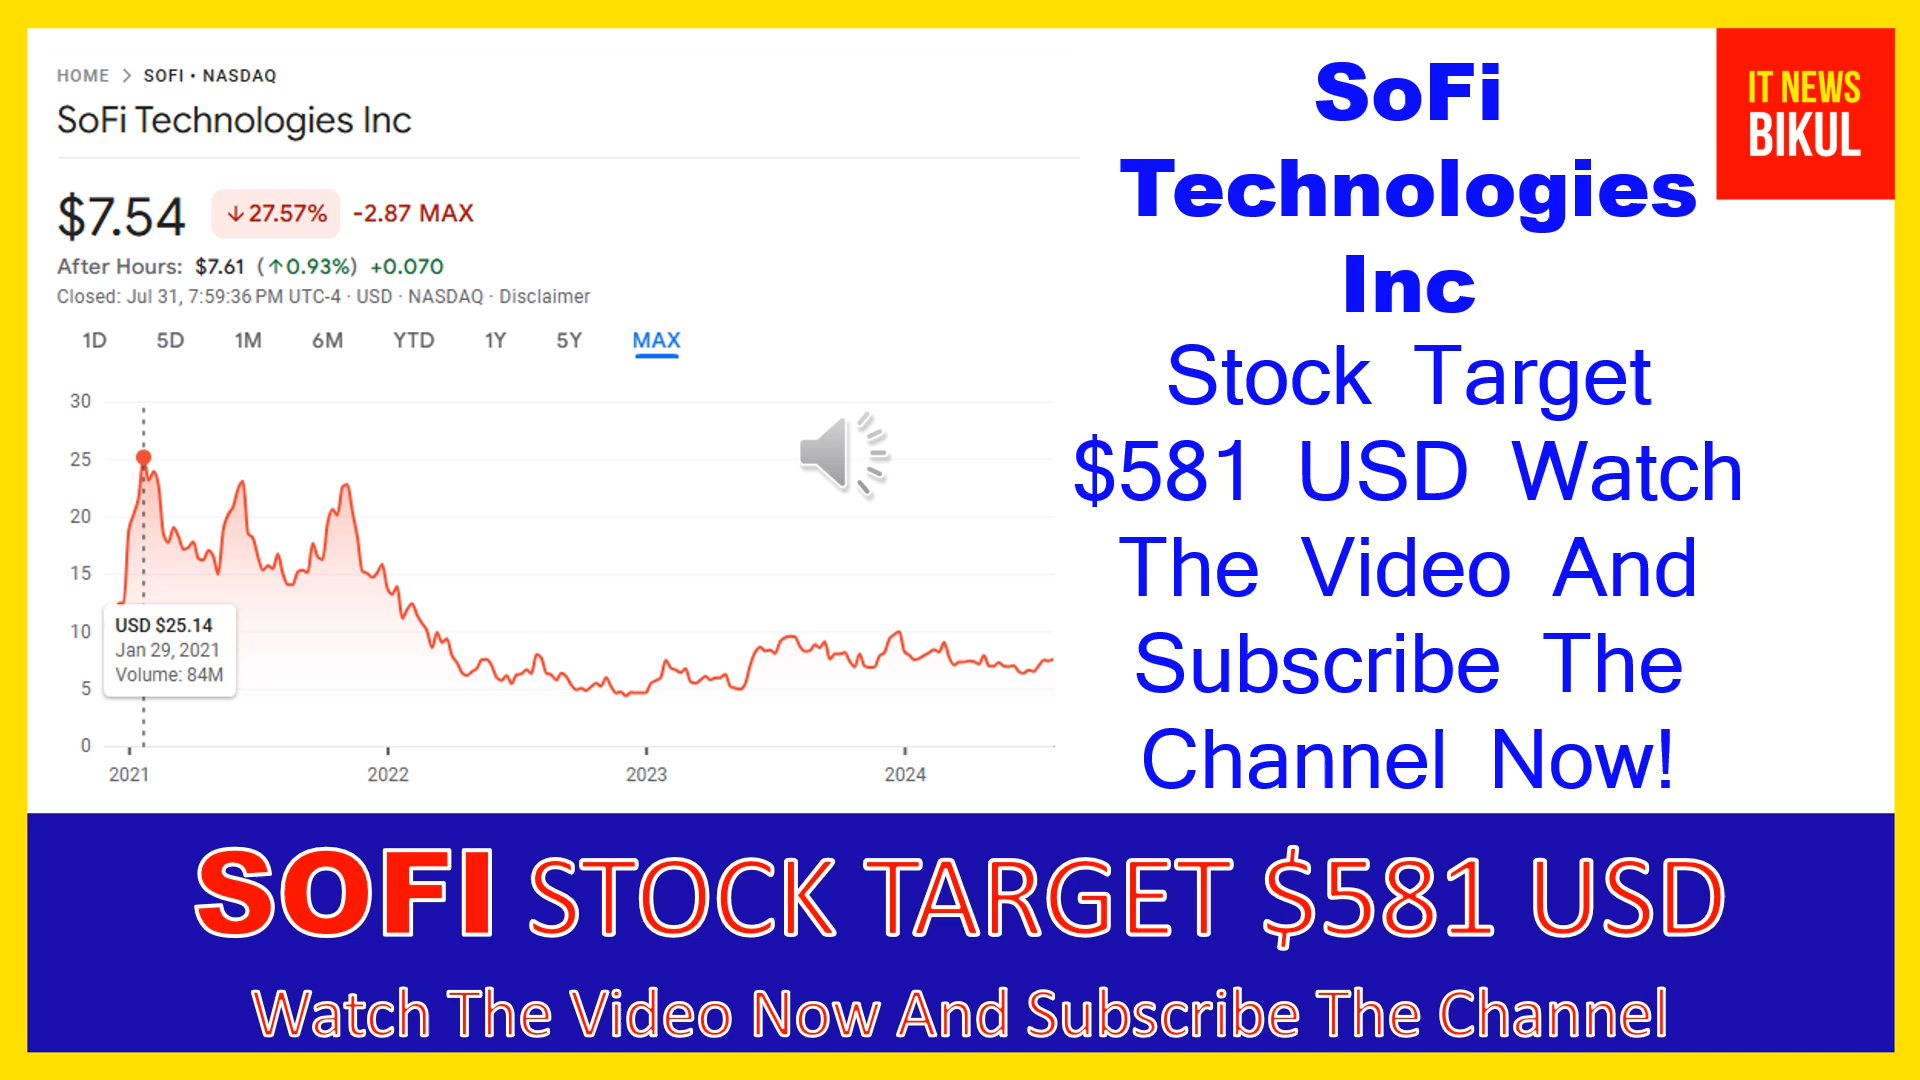 HOME > SOFI • NASDAQ
SoFi Technologies Inc
$7.54 ↓27.57% -2.87 MAX
After Hours: $7.61 (↑0.93%) +0.070
Closed: Jul 31, 7:59:36 PM UTC-4 · USD · NASDAQ · Disclaimer
1D 5D 1M 6M YTD 1Y 5Y MAX
30
25
20
15
10
5
0
USD $25.14
Jan 29, 2021
Volume: 84M
2021 2022 2023 2024
SoFi
Technologies
Inc
Stock Target
$581 USD Watch
The Video And
Subscribe The
Channel Now!
IT NEWS
BIKUL
SOFI STOCK TARGET $581 USD
Watch The Video Now And Subscribe The Channel